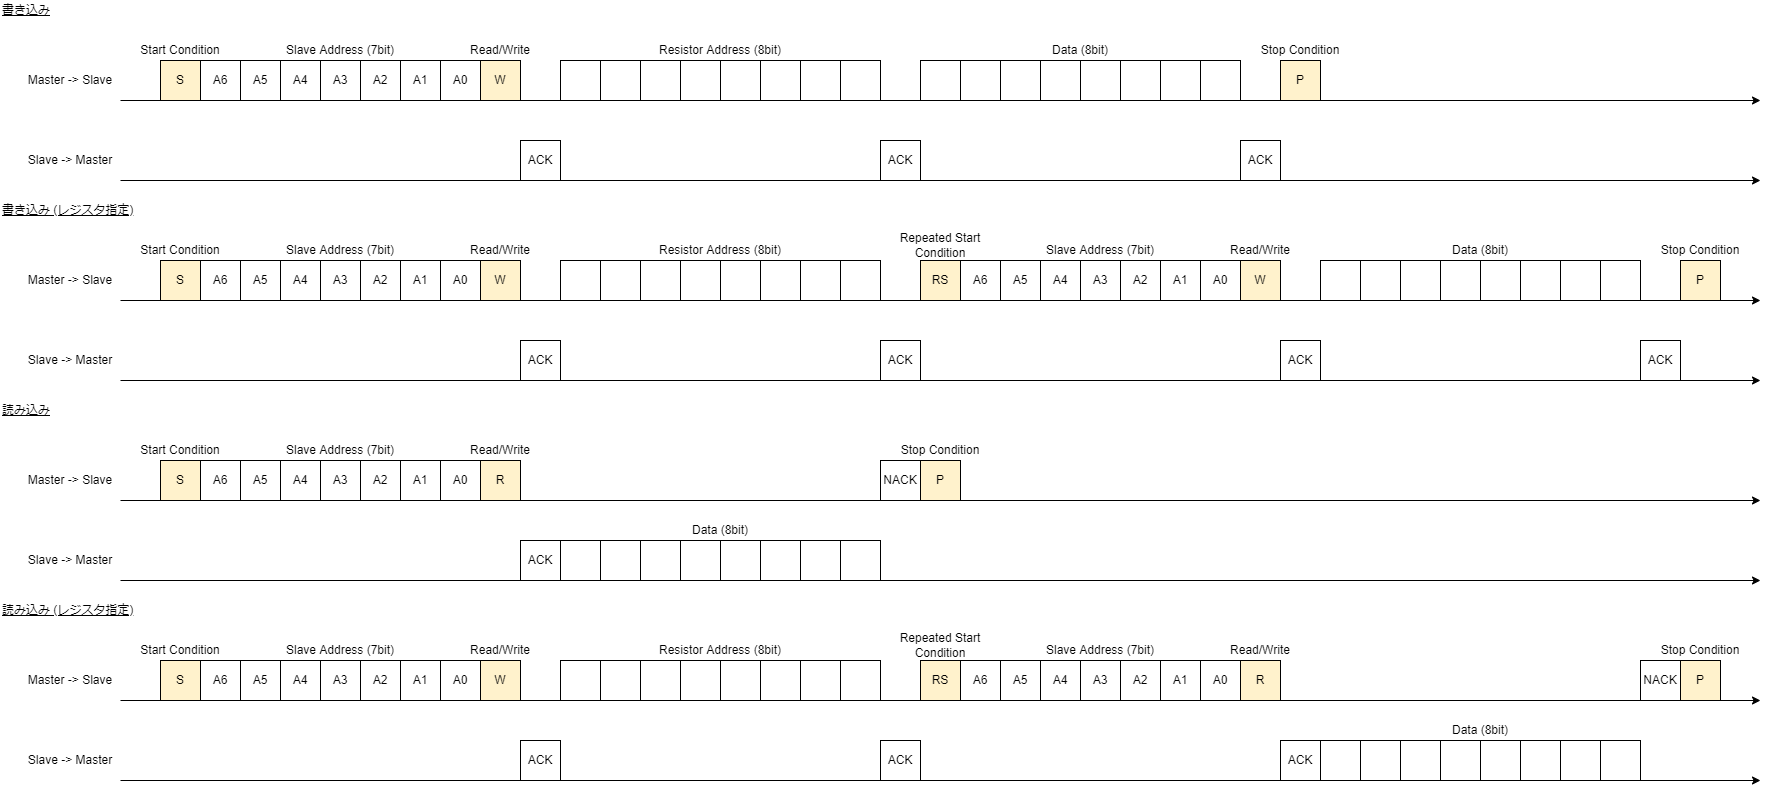 書き込み
Start Condition Slave Address (7bit) Read/Write Resistor Address (8bit) Data (8bit) Stop Condition
Master -> Slave S A6 A5 A4 A3 A2 A1 A0 W P
Slave -> Master ACK ACK ACK
書き込み (レジスタ指定)
Start Condition Slave Address (7bit) Read/Write Resistor Address (8bit) Repeated Start
Condition Slave Address (7bit) Read/Write Data (8bit) Stop Condition
Master -> Slave S A6 A5 A4 A3 A2 A1 A0 W RS A6 A5 A4 A3 A2 A1 A0 W P
Slave -> Master ACK ACK ACK ACK
読み込み
Start Condition Slave Address (7bit) Read/Write Stop Condition
Master -> Slave S A6 A5 A4 A3 A2 A1 A0 R NACK P
Data (8bit)
Slave -> Master ACK
読み込み (レジスタ指定)
Start Condition Slave Address (7bit) Read/Write Resistor Address (8bit) Repeated Start
Condition Slave Address (7bit) Read/Write Stop Condition
Master -> Slave S A6 A5 A4 A3 A2 A1 A0 W RS A6 A5 A4 A3 A2 A1 A0 R NACK P
Data (8bit)
Slave -> Master ACK ACK ACK